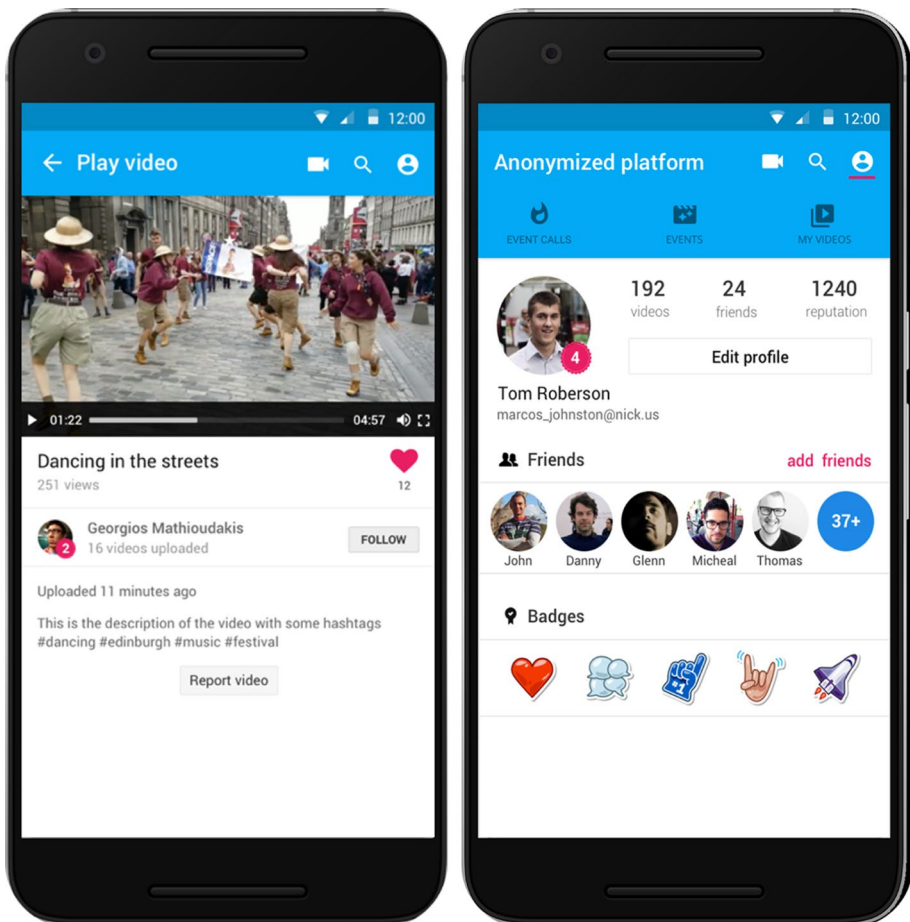 12:00
Play video
01:22
04:57
Dancing in the streets
251 views
12
2
Georgios Mathioudakis
16 videos uploaded
FOLLOW
Uploaded 11 minutes ago
This is the description of the video with some hashtags
#dancing #edinburgh #music #festival
Report video
12:00
Anonymized platform
EVENT CALLS
EVENTS
MY VIDEOS
192
24
1240
videos
friends
reputation
4
Edit profile
Tom Roberson
marcos_johnston@nick.us
Friends
add friends
37+
John
Danny
Glenn
Micheal
Thomas
Badges
#1